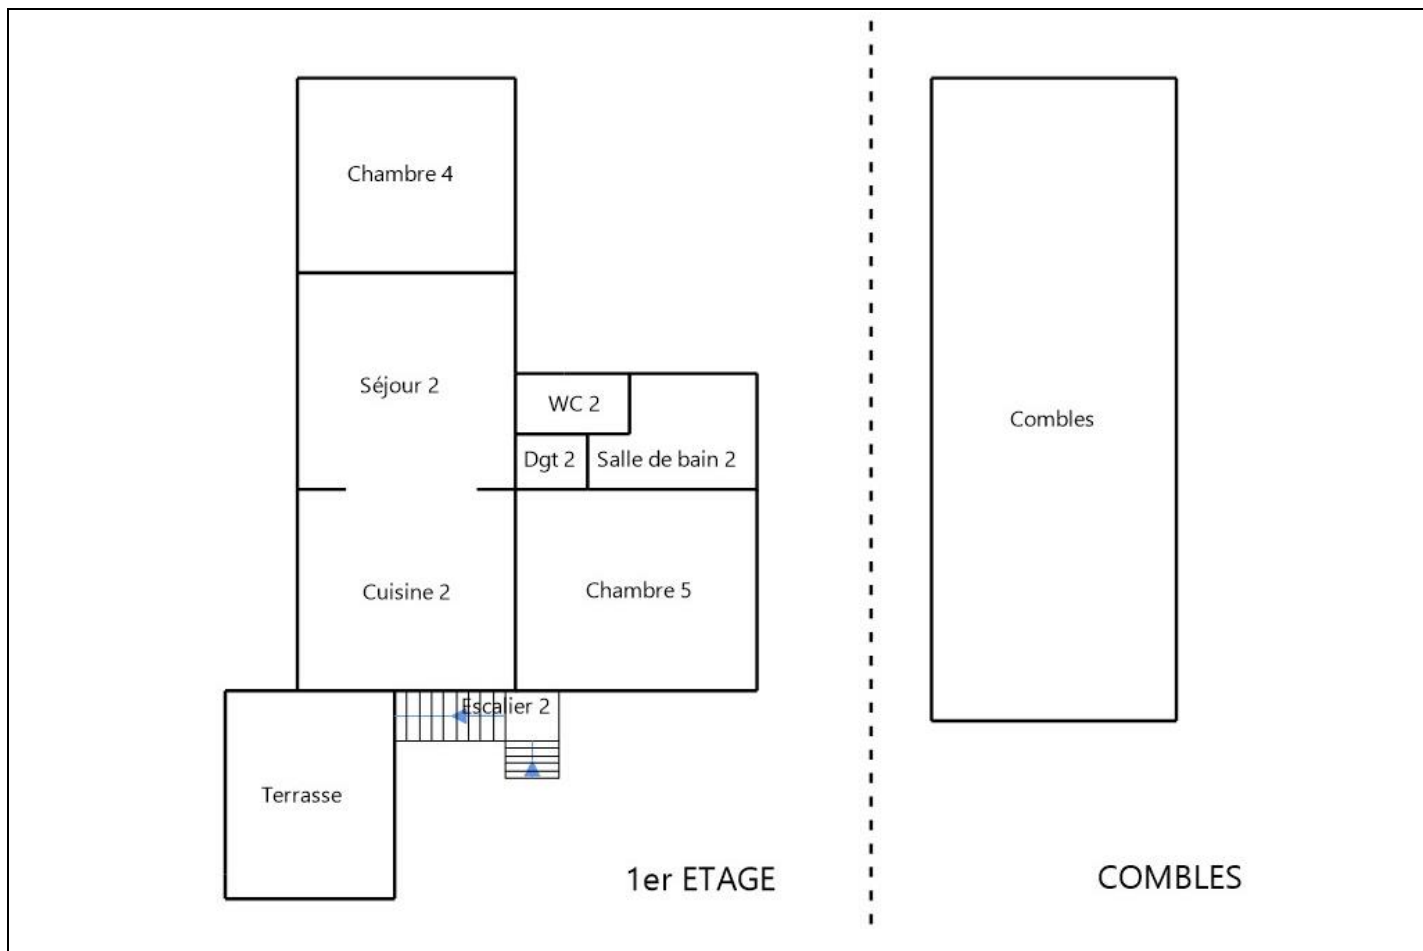 Chambre 4
Séjour 2
WC 2
Dgt 2
Salle de bain 2
Cuisine 2
Chambre 5
Escalier 2
Terrasse
1er ETAGE
Combles
COMBLES